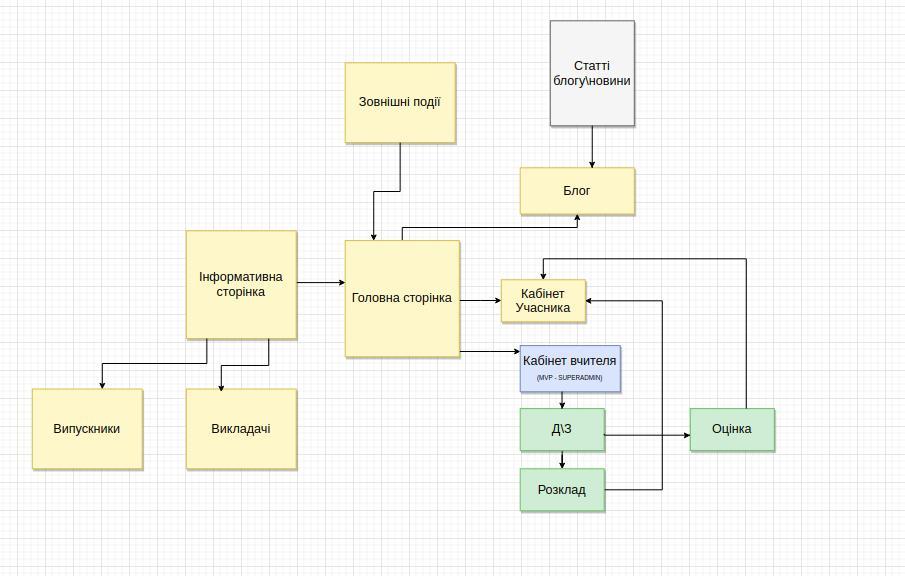 Статті
блогу\новини
Зовнішні події
Блог
Інформативна
сторінка
Головна сторінка
Кабінет
Учасника
Кабінет вчителя
(MVP - SUPERADMIN)
Випускники
Викладачі
Д\З
Оцінка
Розклад